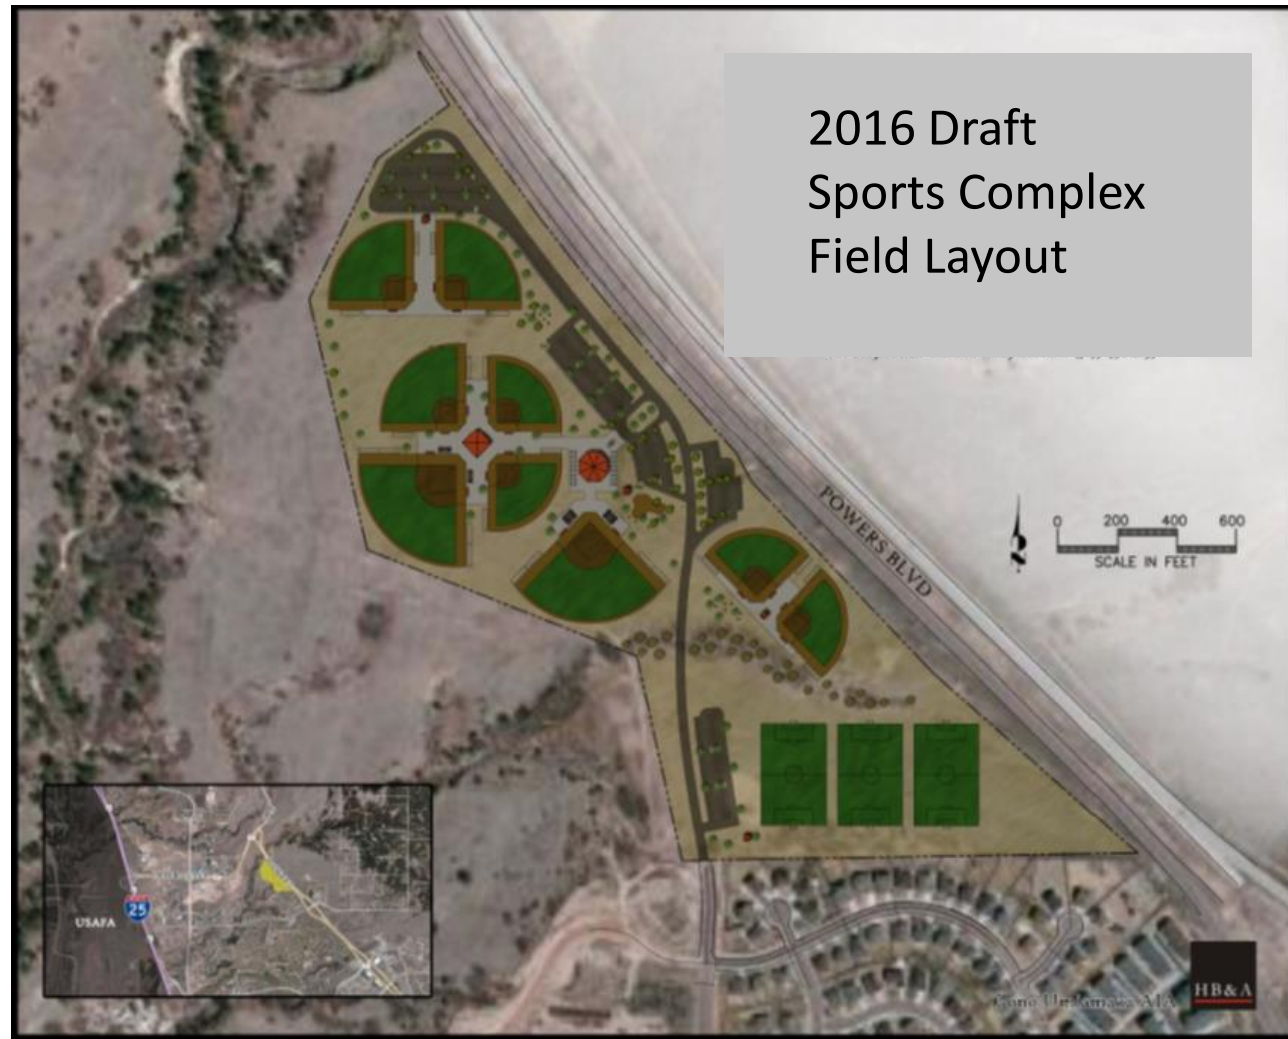 2016 Draft
Sports Complex
Field Layout
POWERS BLVD
0 200 400 600
SCALE IN FEET
25
USAFA
HB&A